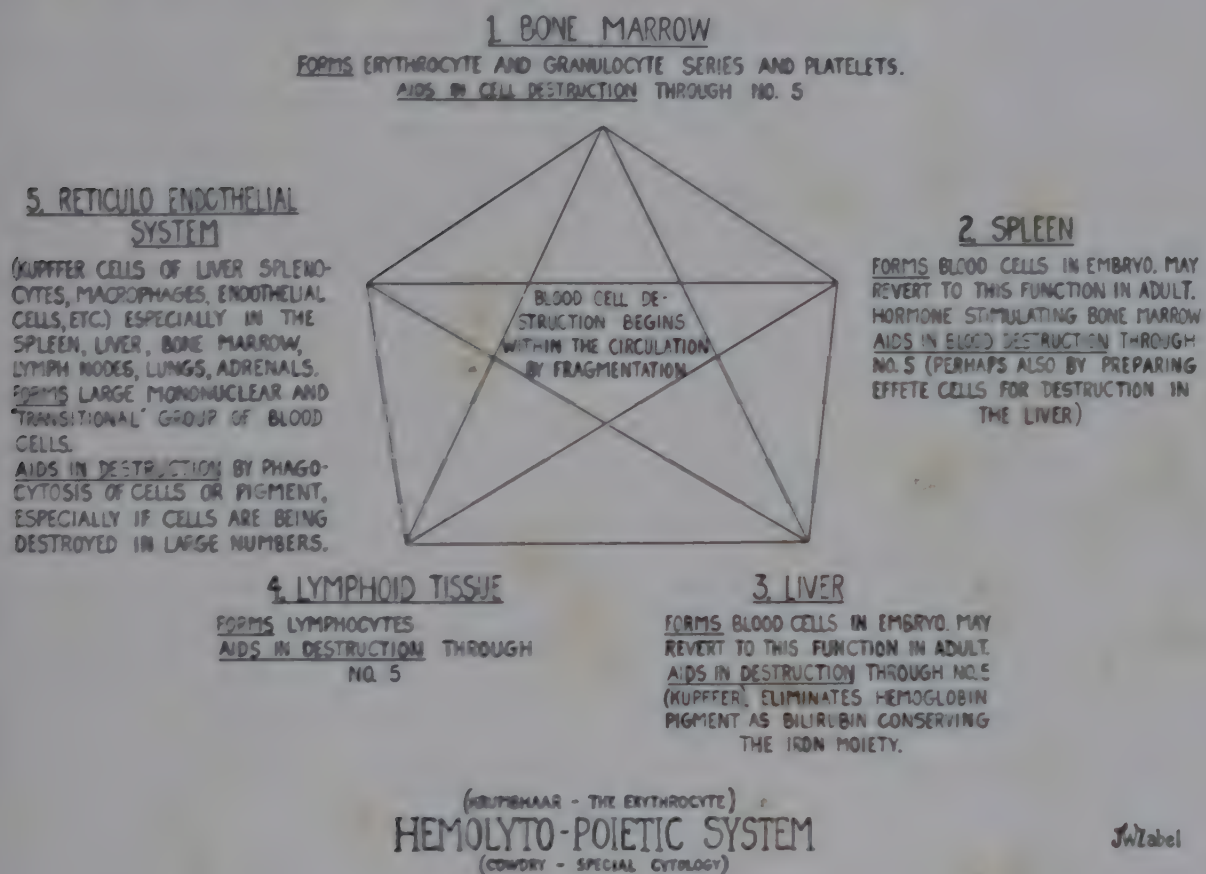 1. BONE MARROW
FORMS ERYTHROCYTE AND GRANULOCYTE SERIES AND PLATELETS.
AIDS IN CELL DESTRUCTION THROUGH NO. 5
5. RETICULO ENDOTHELIAL
SYSTEM
(KUPFFER CELLS OF LIVER SPLENO-
CYTES, MACROPHAGES, ENDOTHELIAL
CELLS, ETC.) ESPECIALLY IN THE
SPLEEN, LIVER, BONE MARROW,
LYMPH NODES, LUNGS, ADRENALS.
FORMS LARGE MONONUCLEAR AND
"TRANSITIONAL" GROUP OF BLOOD
CELLS.
AIDS IN DESTRUCTION BY PHAGO-
CYTOSIS OF CELLS OR PIGMENT,
ESPECIALLY IF CELLS ARE BEING
DESTROYED IN LARGE NUMBERS.
BLOOD CELL DE-
STRUCTION BEGINS
WITHIN THE CIRCULATION
BY FRAGMENTATION
2. SPLEEN
FORMS BLOOD CELLS IN EMBRYO. MAY
REVERT TO THIS FUNCTION IN ADULT.
HORMONE STIMULATING BONE MARROW
AIDS IN BLOOD DESTRUCTION THROUGH
NO. 5 (PERHAPS ALSO BY PREPARING
EFFETE CELLS FOR DESTRUCTION IN
THE LIVER)
4. LYMPHOID TISSUE
FORMS LYMPHOCYTES
AIDS IN DESTRUCTION THROUGH
NO. 5
3. LIVER
FORMS BLOOD CELLS IN EMBRYO. MAY
REVERT TO THIS FUNCTION IN ADULT.
AIDS IN DESTRUCTION THROUGH NO. 5
(KUPFFER). ELIMINATES HEMOGLOBIN
PIGMENT AS BILIRUBIN CONSERVING
THE IRON MOIETY.
(KRUMBHAAR - THE ERYTHROCYTE)
HEMOLYTO-POIETIC SYSTEM
(COWDRY - SPECIAL CYTOLOGY)
JWZabel